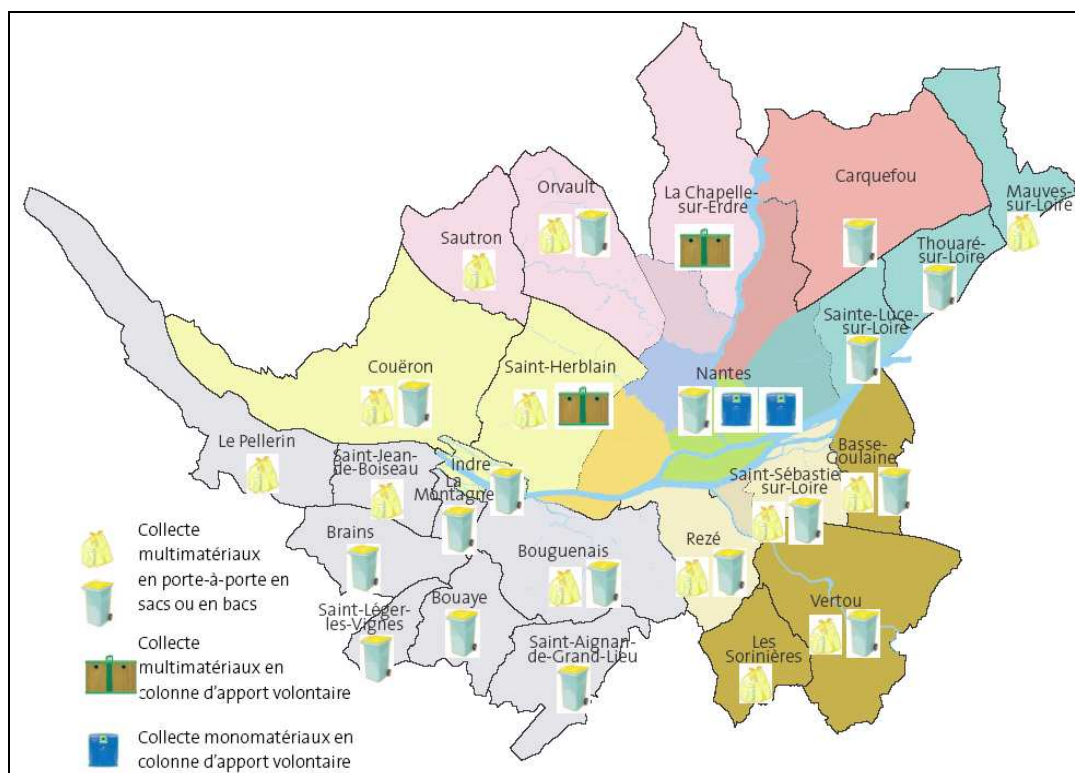 Orvault
La Chapelle-
sur-Erdre
Carquefou
Mauves-
sur-Loire
Sautron
Thouaré-
sur-Loire
Sainte-Luce-
sur-Loire
Couëron
Saint-Herblain
Nantes
Le Pellerin
Saint-Jean-
de-Boiseau
Indre
La
Montagne
Basse-
Goulaine
Saint-Sébastier
sur-Loire
Brains
Bouguenais
Rezé
Saint-Léger-
les-Vignes
Bouaye
Vertou
Saint-Aignan-
de-Grand-Lieu
Les
Sorinières
Collecte
multimatériaux
en porte-à-porte en
sacs ou en bacs
Collecte
multimatériaux en
colonne d'apport volontaire
Collecte monomatériaux en
colonne d'apport volontaire